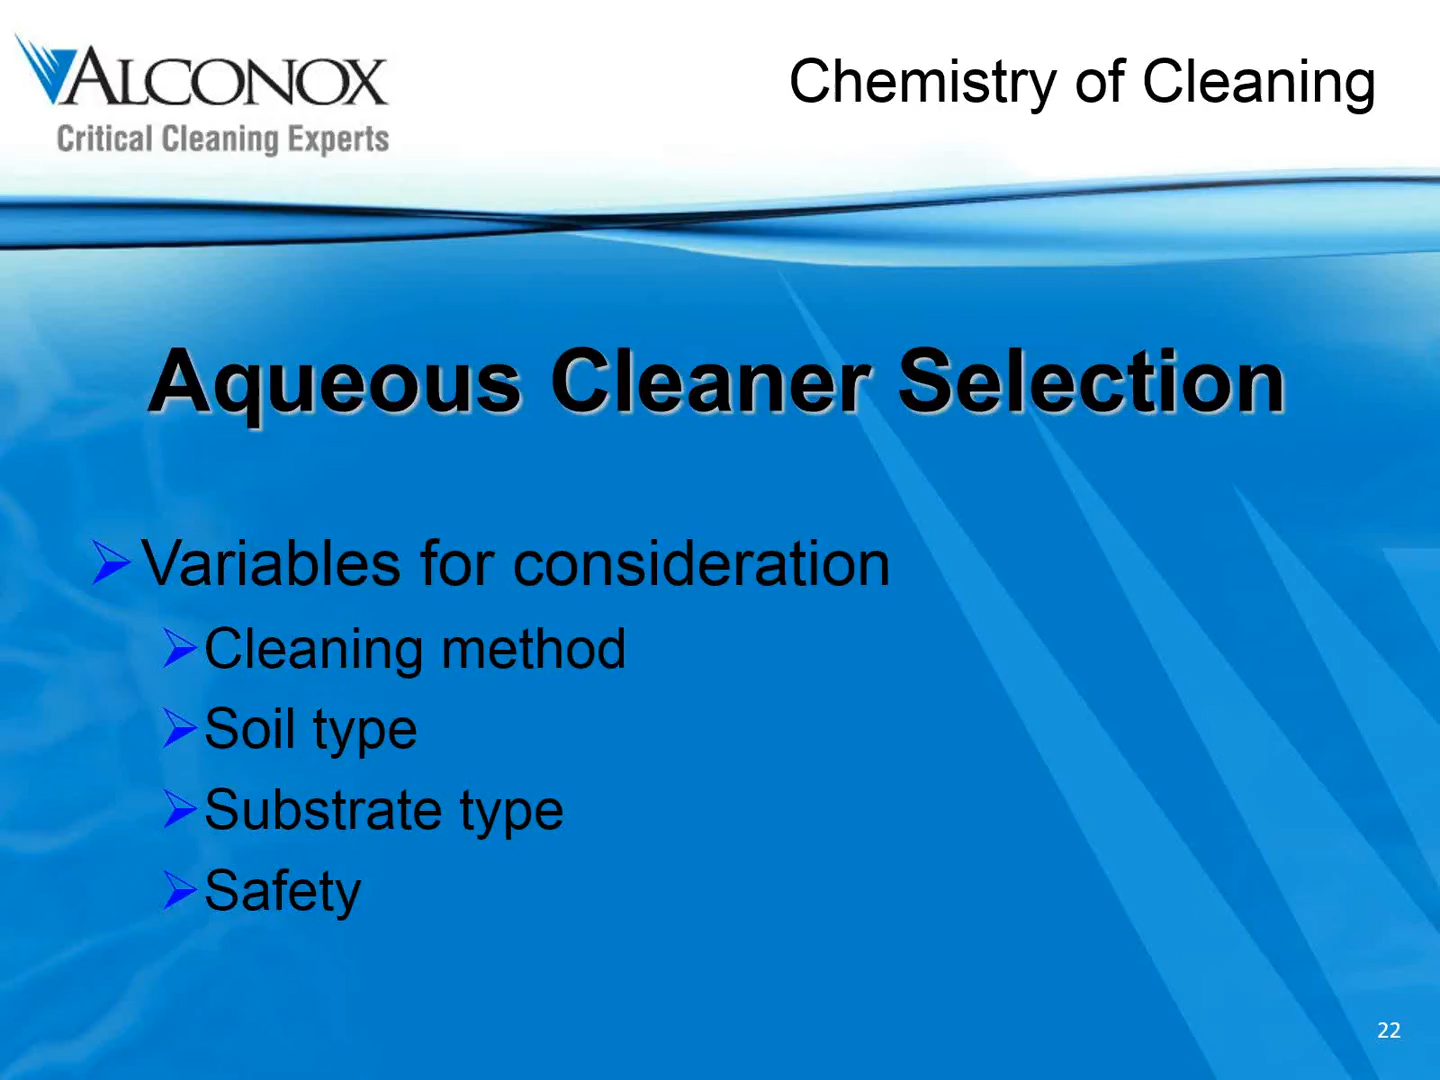 ALCONOX
Critical Cleaning Experts
Chemistry of Cleaning
Aqueous Cleaner Selection
Variables for consideration
Cleaning method
Soil type
Substrate type
Safety
22